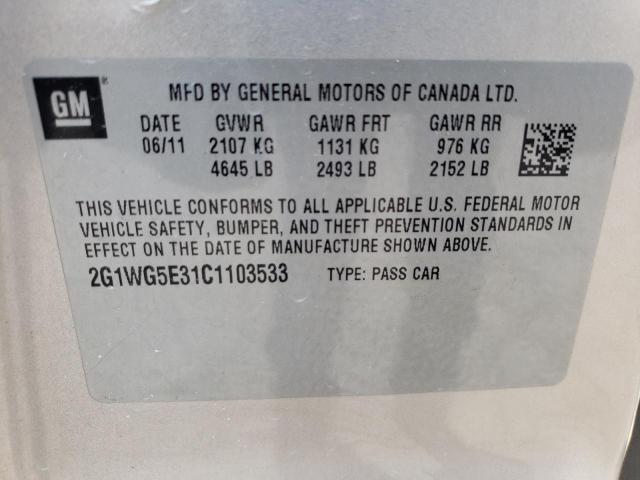 GM ®
MFD BY GENERAL MOTORS OF CANADA LTD.
DATE GVWR GAWR FRT GAWR RR
06/11 2107 KG 1131 KG 976 KG
4645 LB 2493 LB 2152 LB
THIS VEHICLE CONFORMS TO ALL APPLICABLE U.S. FEDERAL MOTOR
VEHICLE SAFETY, BUMPER, AND THEFT PREVENTION STANDARDS IN
EFFECT ON THE DATE OF MANUFACTURE SHOWN ABOVE.
2G1WG5E31C1103533 TYPE: PASS CAR